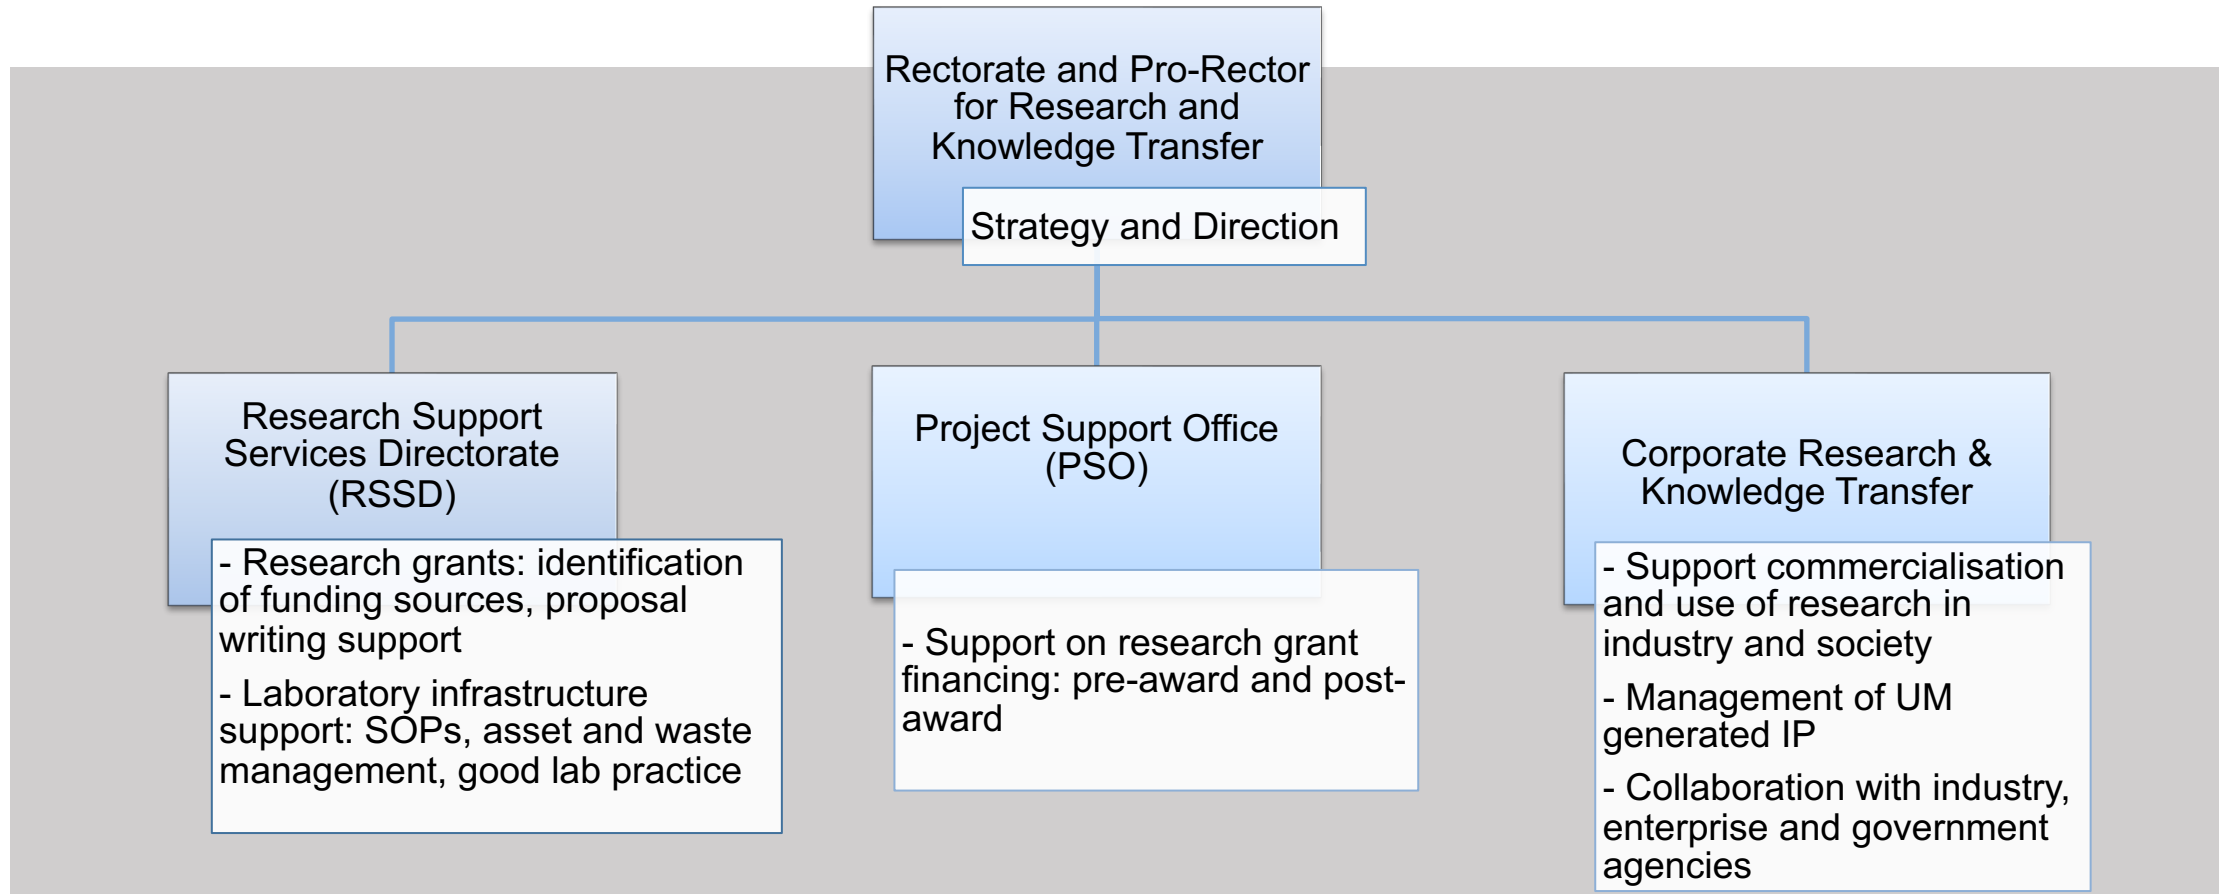 Rectorate and Pro-Rector
for Research and
Knowledge Transfer
Strategy and Direction
Research Support
Services Directorate
(RSSD)
- Research grants: identification
of funding sources, proposal
writing support
- Laboratory infrastructure
support: SOPs, asset and waste
management, good lab practice
Project Support Office
(PSO)
- Support on research grant
financing: pre-award and post-
award
Corporate Research &
Knowledge Transfer
- Support commercialisation
and use of research in
industry and society
- Management of UM
generated IP
- Collaboration with industry,
enterprise and government
agencies